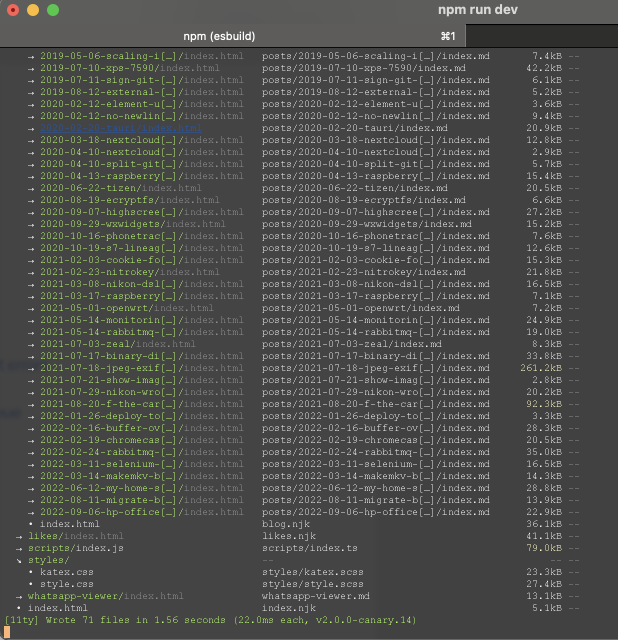 npm run dev
npm (esbuild) ⌘1
→ 2019-05-06-scaling-i[…]/index.html posts/2019-05-06-scaling-i[…]/index.md 7.4kB --
→ 2019-07-10-xps-7590/index.html posts/2019-07-10-xps-7590/index.md 42.2kB --
→ 2019-07-11-sign-git-[…]/index.html posts/2019-07-11-sign-git-[…]/index.md 6.1kB --
→ 2019-08-12-external-[…]/index.html posts/2019-08-12-external-[…]/index.md 5.2kB --
→ 2020-02-12-element-u[…]/index.html posts/2020-02-12-element-u[…]/index.md 3.6kB --
→ 2020-02-12-no-newlin[…]/index.html posts/2020-02-12-no-newlin[…]/index.md 9.4kB --
→ 2020-02-20-tauri/index.html posts/2020-02-20-tauri/index.md 20.9kB --
→ 2020-03-18-nextcloud[…]/index.html posts/2020-03-18-nextcloud[…]/index.md 12.8kB --
→ 2020-04-10-nextcloud[…]/index.html posts/2020-04-10-nextcloud[…]/index.md 2.9kB --
→ 2020-04-10-split-git[…]/index.html posts/2020-04-10-split-git[…]/index.md 5.7kB --
→ 2020-04-13-raspberry[…]/index.html posts/2020-04-13-raspberry[…]/index.md 15.4kB --
→ 2020-06-22-tizen/index.html posts/2020-06-22-tizen/index.md 20.5kB --
→ 2020-08-19-ecryptfs/index.html posts/2020-08-19-ecryptfs/index.md 6.6kB --
→ 2020-09-07-highscree[…]/index.html posts/2020-09-07-highscree[…]/index.md 27.2kB --
→ 2020-09-29-wxwidgets/index.html posts/2020-09-29-wxwidgets/index.md 15.2kB --
→ 2020-10-16-phonetrac[…]/index.html posts/2020-10-16-phonetrac[…]/index.md 7.6kB --
→ 2020-10-19-s7-lineag[…]/index.html posts/2020-10-19-s7-lineag[…]/index.md 12.6kB --
→ 2021-02-03-cookie-fo[…]/index.html posts/2021-02-03-cookie-fo[…]/index.md 15.3kB --
→ 2021-02-23-nitrokey/index.html posts/2021-02-23-nitrokey/index.md 21.8kB --
→ 2021-03-08-nikon-dsl[…]/index.html posts/2021-03-08-nikon-dsl[…]/index.md 16.5kB --
→ 2021-03-17-raspberry[…]/index.html posts/2021-03-17-raspberry[…]/index.md 7.1kB --
→ 2021-05-01-openwrt/index.html posts/2021-05-01-openwrt/index.md 7.2kB --
→ 2021-05-14-monitorin[…]/index.html posts/2021-05-14-monitorin[…]/index.md 24.9kB --
→ 2021-05-14-rabbitmq-[…]/index.html posts/2021-05-14-rabbitmq-[…]/index.md 19.0kB --
→ 2021-07-03-zeal/index.html posts/2021-07-03-zeal/index.md 8.3kB --
→ 2021-07-17-binary-di[…]/index.html posts/2021-07-17-binary-di[…]/index.md 33.8kB --
→ 2021-07-18-jpeg-exif[…]/index.html posts/2021-07-18-jpeg-exif[…]/index.md 261.2kB --
→ 2021-07-21-show-imag[…]/index.html posts/2021-07-21-show-imag[…]/index.md 2.8kB --
→ 2021-07-29-nikon-wro[…]/index.html posts/2021-07-29-nikon-wro[…]/index.md 20.2kB --
→ 2021-08-20-f-the-car[…]/index.html posts/2021-08-20-f-the-car[…]/index.md 92.3kB --
→ 2022-01-26-deploy-to[…]/index.html posts/2022-01-26-deploy-to[…]/index.md 3.3kB --
→ 2022-02-16-buffer-ov[…]/index.html posts/2022-02-16-buffer-ov[…]/index.md 28.3kB --
→ 2022-02-19-chromecas[…]/index.html posts/2022-02-19-chromecas[…]/index.md 20.5kB --
→ 2022-02-24-rabbitmq-[…]/index.html posts/2022-02-24-rabbitmq-[…]/index.md 35.0kB --
→ 2022-03-11-selenium-[…]/index.html posts/2022-03-11-selenium-[…]/index.md 16.5kB --
→ 2022-03-14-makemkv-b[…]/index.html posts/2022-03-14-makemkv-b[…]/index.md 14.3kB --
→ 2022-06-12-my-home-s[…]/index.html posts/2022-06-12-my-home-s[…]/index.md 28.8kB --
→ 2022-08-11-migrate-b[…]/index.html posts/2022-08-11-migrate-b[…]/index.md 13.9kB --
→ 2022-09-06-hp-office[…]/index.html posts/2022-09-06-hp-office[…]/index.md 22.9kB --
• index.html blog.njk 36.1kB --
→ likes/index.html likes.njk 41.1kB --
→ scripts/index.js scripts/index.ts 79.0kB --
↘ styles/ -- -- --
• katex.css styles/katex.scss 23.3kB --
• style.css styles/style.scss 27.4kB --
→ whatsapp-viewer/index.html whatsapp-viewer.md 13.1kB --
• index.html index.njk 5.1kB --
[11ty] Wrote 71 files in 1.56 seconds (22.0ms each, v2.0.0-canary.14)